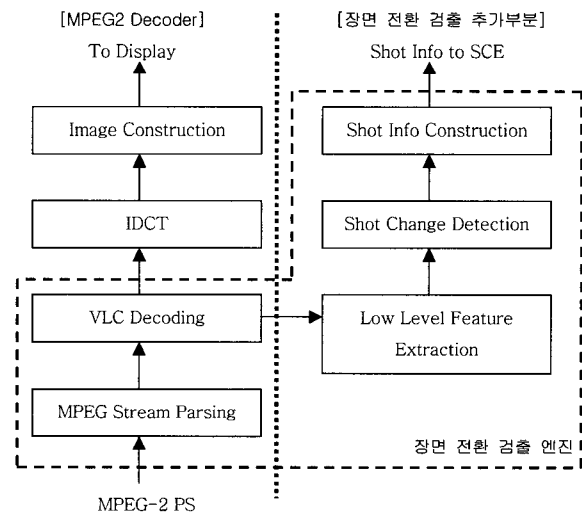 [MPEG2 Decoder]
To Display
Image Construction
IDCT
VLC Decoding
MPEG Stream Parsing
MPEG-2 PS
[장면 전환 검출 추가부분]
Shot Info to SCE
Shot Info Construction
Shot Change Detection
Low Level Feature
Extraction
장면 전환 검출 엔진